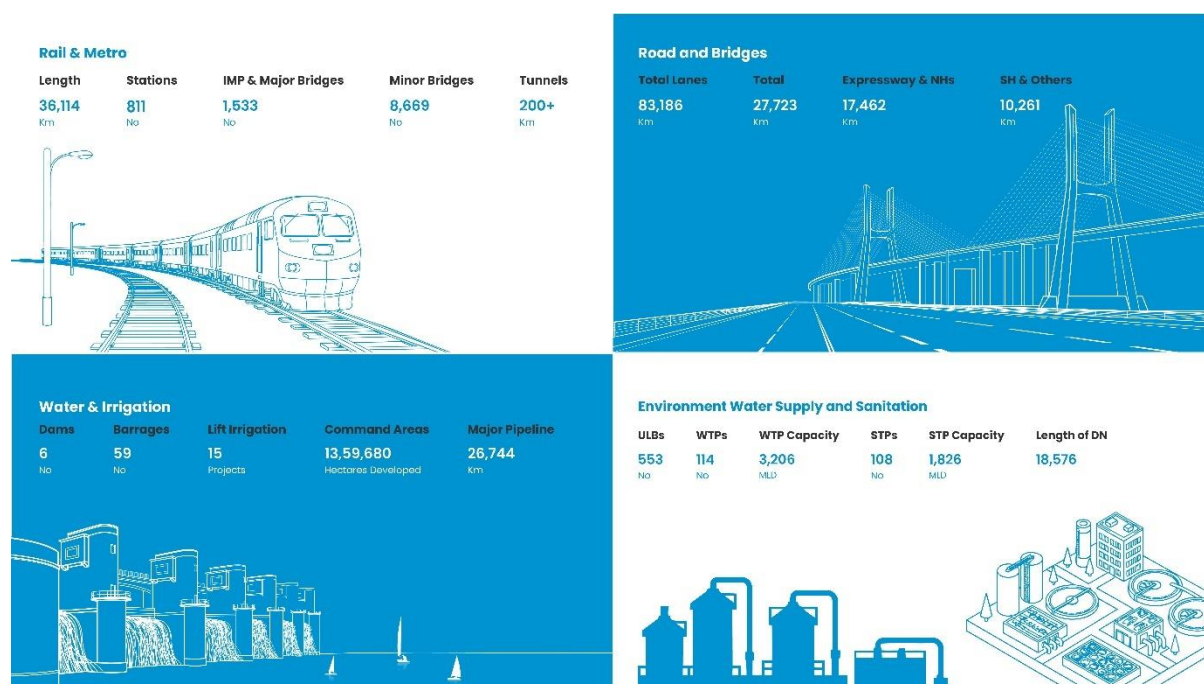 Rail & Metro
Length Stations IMP & Major Bridges Minor Bridges Tunnels
36,114 811 1,533 8,669 200+
Km No No No Km
Road and Bridges
Total Lanes Total Expressway & NHs SH & Others
83,186 27,723 17,462 10,261
Km Km Km Km
Water & Irrigation
Dams Barrages Lift Irrigation Command Areas Major Pipeline
6 59 15 13,59,680 26,744
No No Projects Hectares Developed Km
Environment Water Supply and Sanitation
ULBs WTPs WTP Capacity STPs STP Capacity Length of DN
553 114 3,206 108 1,826 18,576
No No MLD No MLD